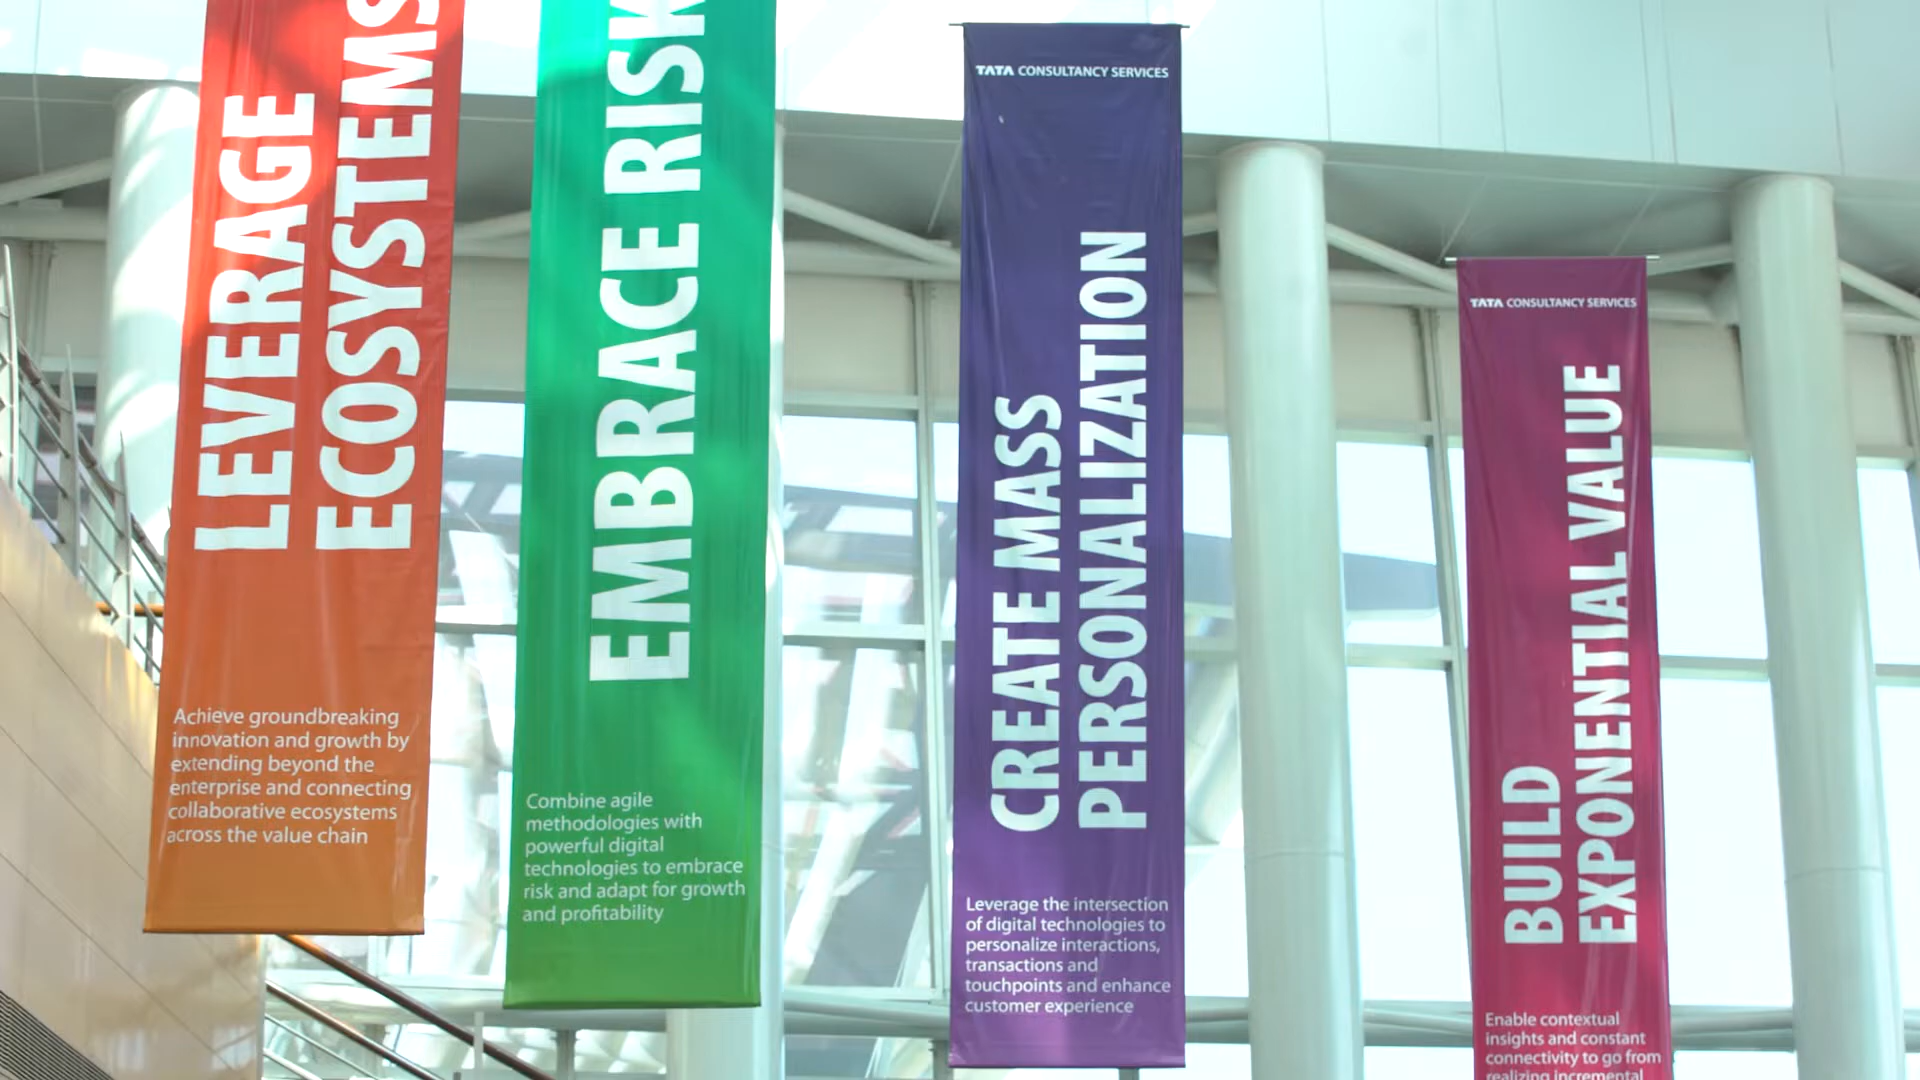 LEVERAGE
ECOSYSTEMS
Achieve groundbreaking
innovation and growth by
extending beyond the
enterprise and connecting
collaborative ecosystems
across the value chain
EMBRACE RISK
Combine agile
methodologies with
powerful digital
technologies to embrace
risk and adapt for growth
and profitability
TATA CONSULTANCY SERVICES
CREATE MASS
PERSONALIZATION
Leverage the intersection
of digital technologies to
personalize interactions,
transactions and
touchpoints and enhance
customer experience
TATA CONSULTANCY SERVICES
BUILD
EXPONENTIAL VALUE
Enable contextual
insights and constant
connectivity to go from
realizing incremental